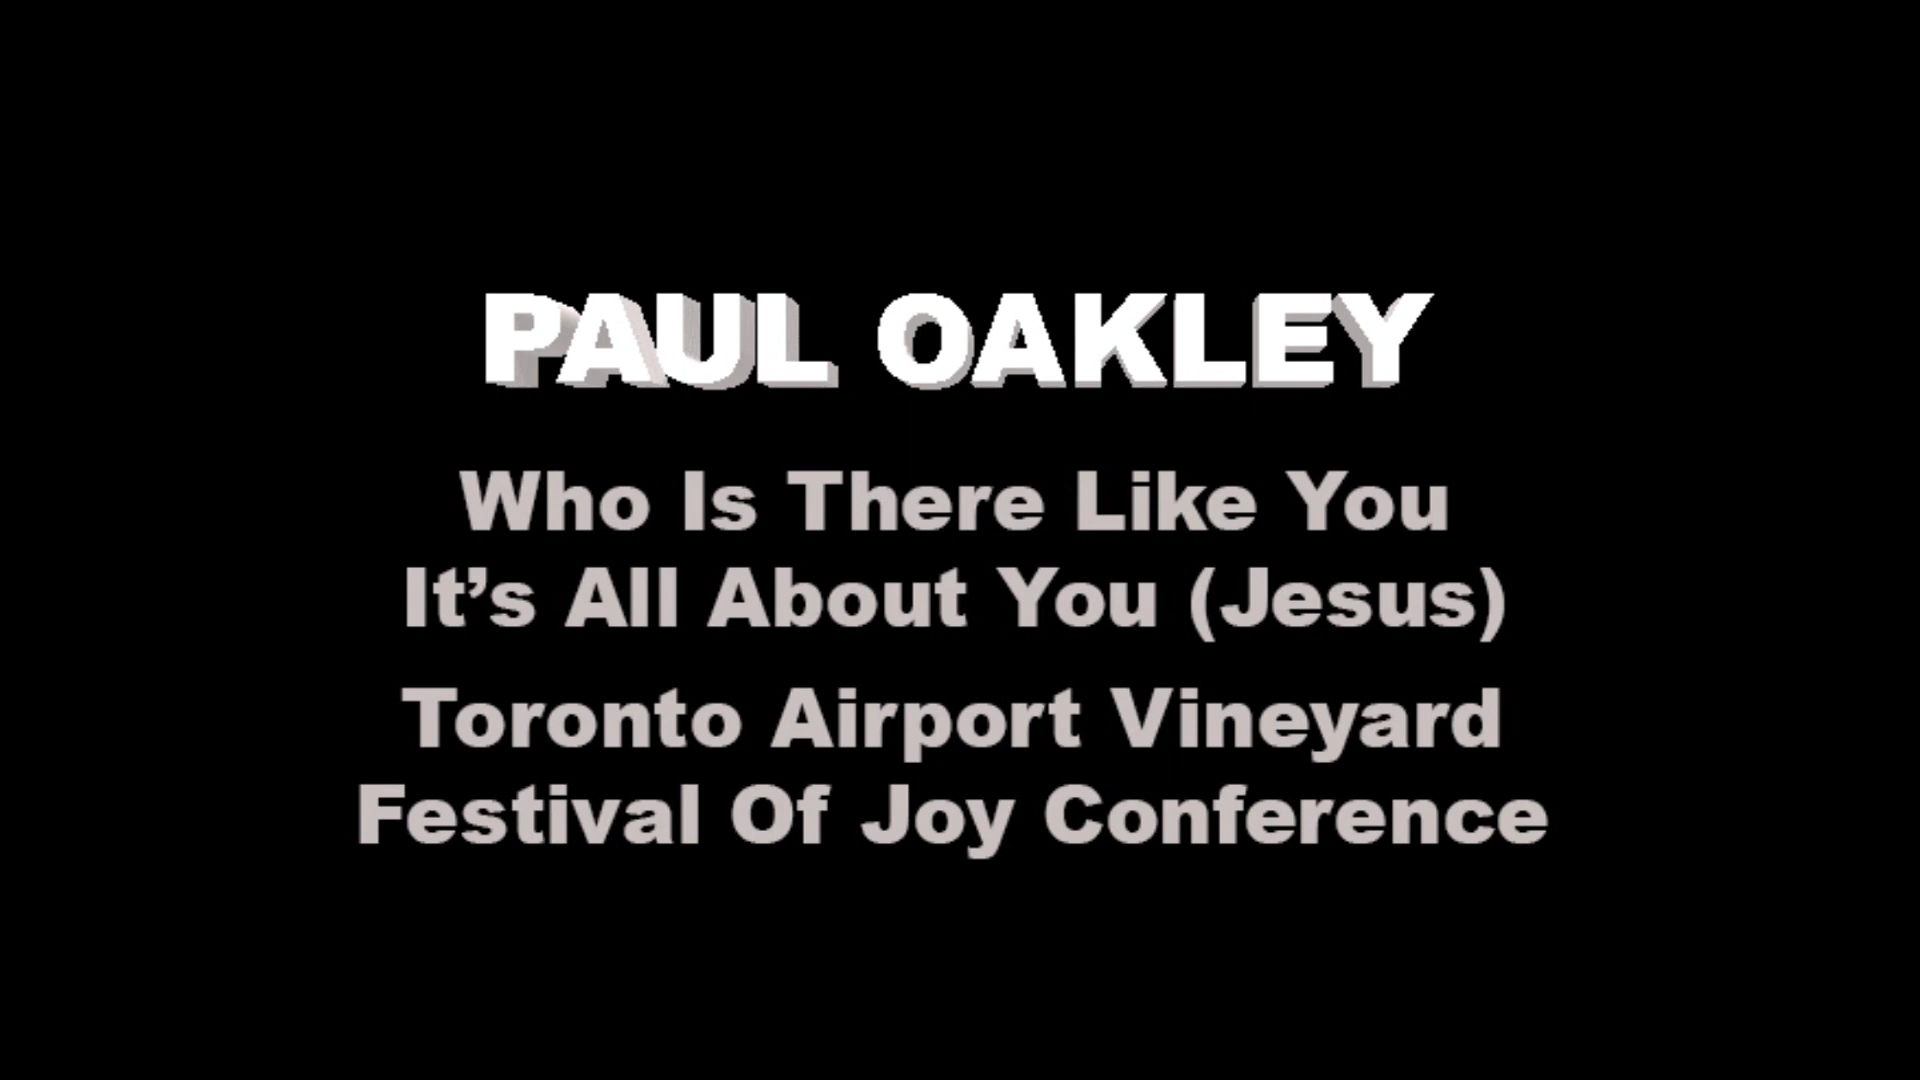 PAUL OAKLEY
Who Is There Like You
It’s All About You (Jesus)
Toronto Airport Vineyard
Festival Of Joy Conference